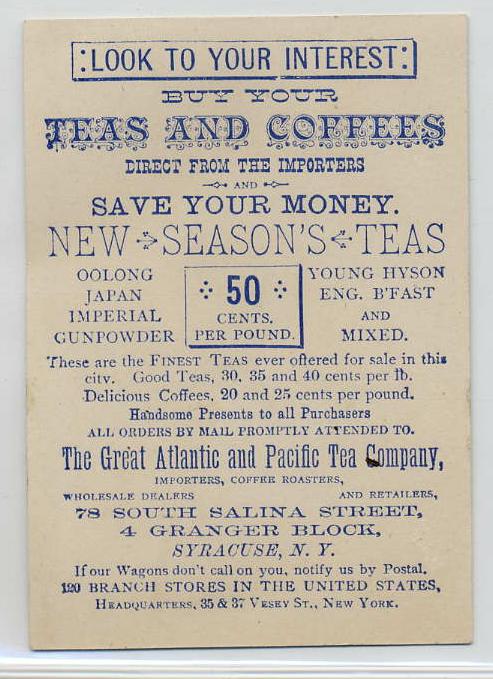 :LOOK TO YOUR INTEREST:
BUY YOUR
TEAS AND COFFEES
DIRECT FROM THE IMPORTERS
AND
SAVE YOUR MONEY.
NEW SEASON'S TEAS
OOLONG
JAPAN
IMPERIAL
GUNPOWDER
50
CENTS.
PER POUND.
YOUNG HYSON
ENG. B'FAST
AND
MIXED.
These are the FINEST TEAS ever offered for sale in this
city. Good Teas, 30, 35 and 40 cents per lb.
Delicious Coffees, 20 and 25 cents per pound.
Handsome Presents to all Purchasers
ALL ORDERS BY MAIL PROMPTLY ATTENDED TO.
The Great Atlantic and Pacific Tea Company,
IMPORTERS, COFFEE ROASTERS,
WHOLESALE DEALERS AND RETAILERS,
78 SOUTH SALINA STREET,
4 GRANGER BLOCK,
SYRACUSE, N. Y.
If our Wagons don't call on you, notify us by Postal.
120 BRANCH STORES IN THE UNITED STATES,
HEADQUARTERS, 35 & 37 VESEY ST., NEW YORK.